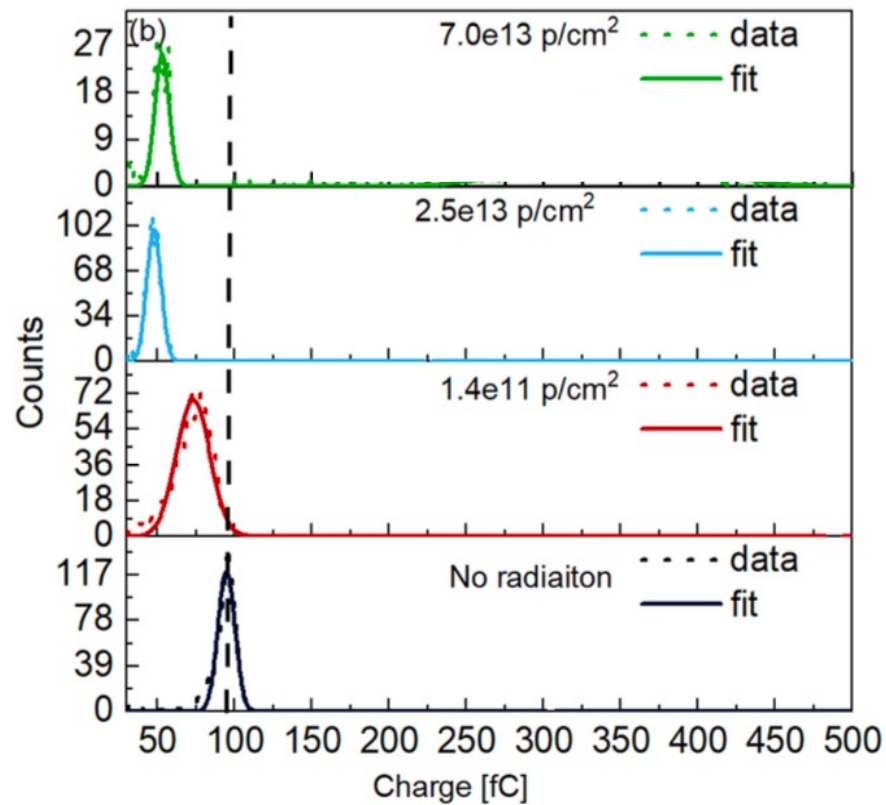 (b)
7.0e13 p/cm²
data
fit
27
18
9
0
2.5e13 p/cm²
data
fit
102
68
34
0
1.4e11 p/cm²
data
fit
72
54
36
18
0
No radiaiton
data
fit
117
78
39
0
Counts
50 100 150 200 250 300 350 400 450 500
Charge [fC]